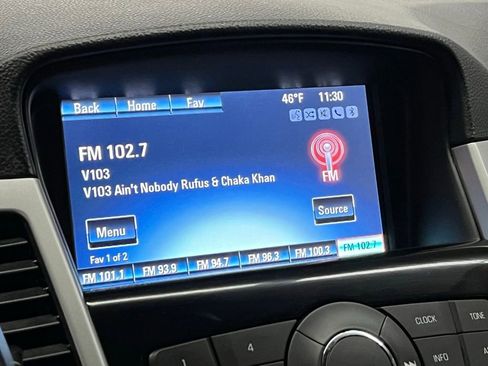 Back Home Fav 46°F 11:30
FM 102.7
V103
V103 Ain't Nobody Rufus & Chaka Khan
FM
Menu
Source
Fav 1 of 2
FM 101.1 FM 93.9 FM 94.7 FM 96.3 FM 100.3 FM 102.7
CLOCK TONE
1 4
INFO